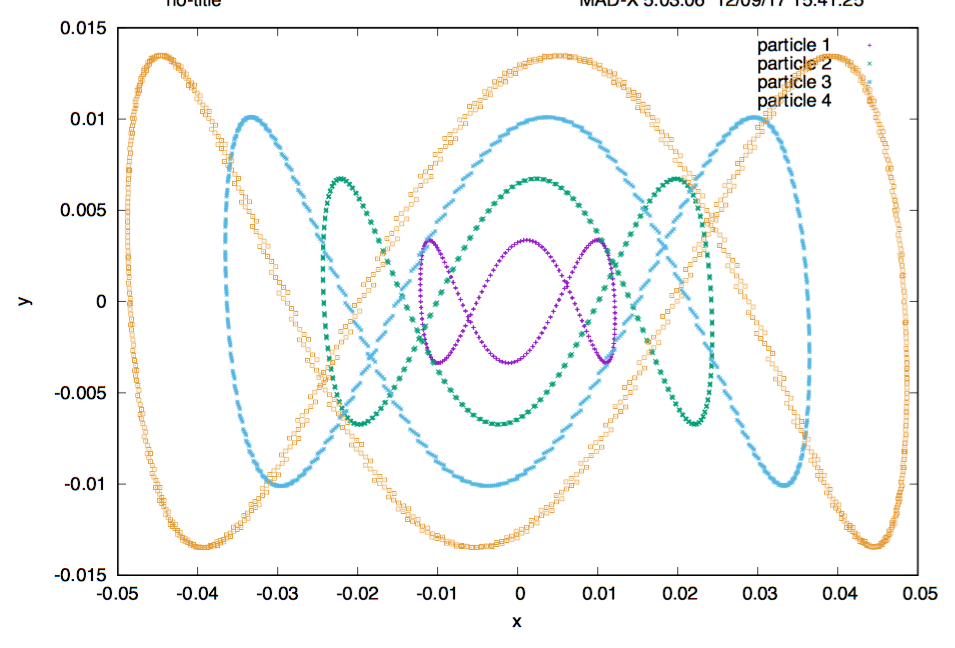 no-title MAD-X 5.03.06 12/09/17 15.41.25
0.015
particle 1
particle 2
particle 3
particle 4
0.01
0.005
0
-0.005
-0.01
-0.015
y
-0.05 -0.04 -0.03 -0.02 -0.01 0 0.01 0.02 0.03 0.04 0.05
x